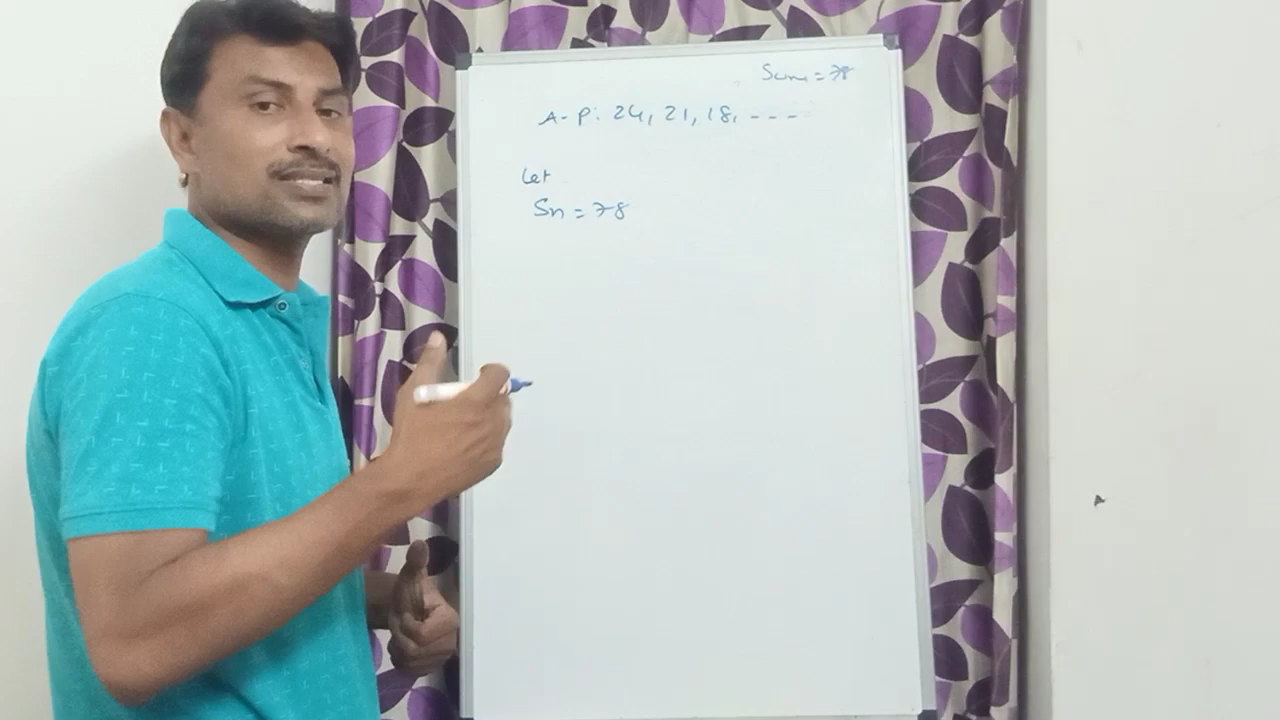 Sum = 78
A-P: 24, 21, 18, - - -
Let
Sn = 78